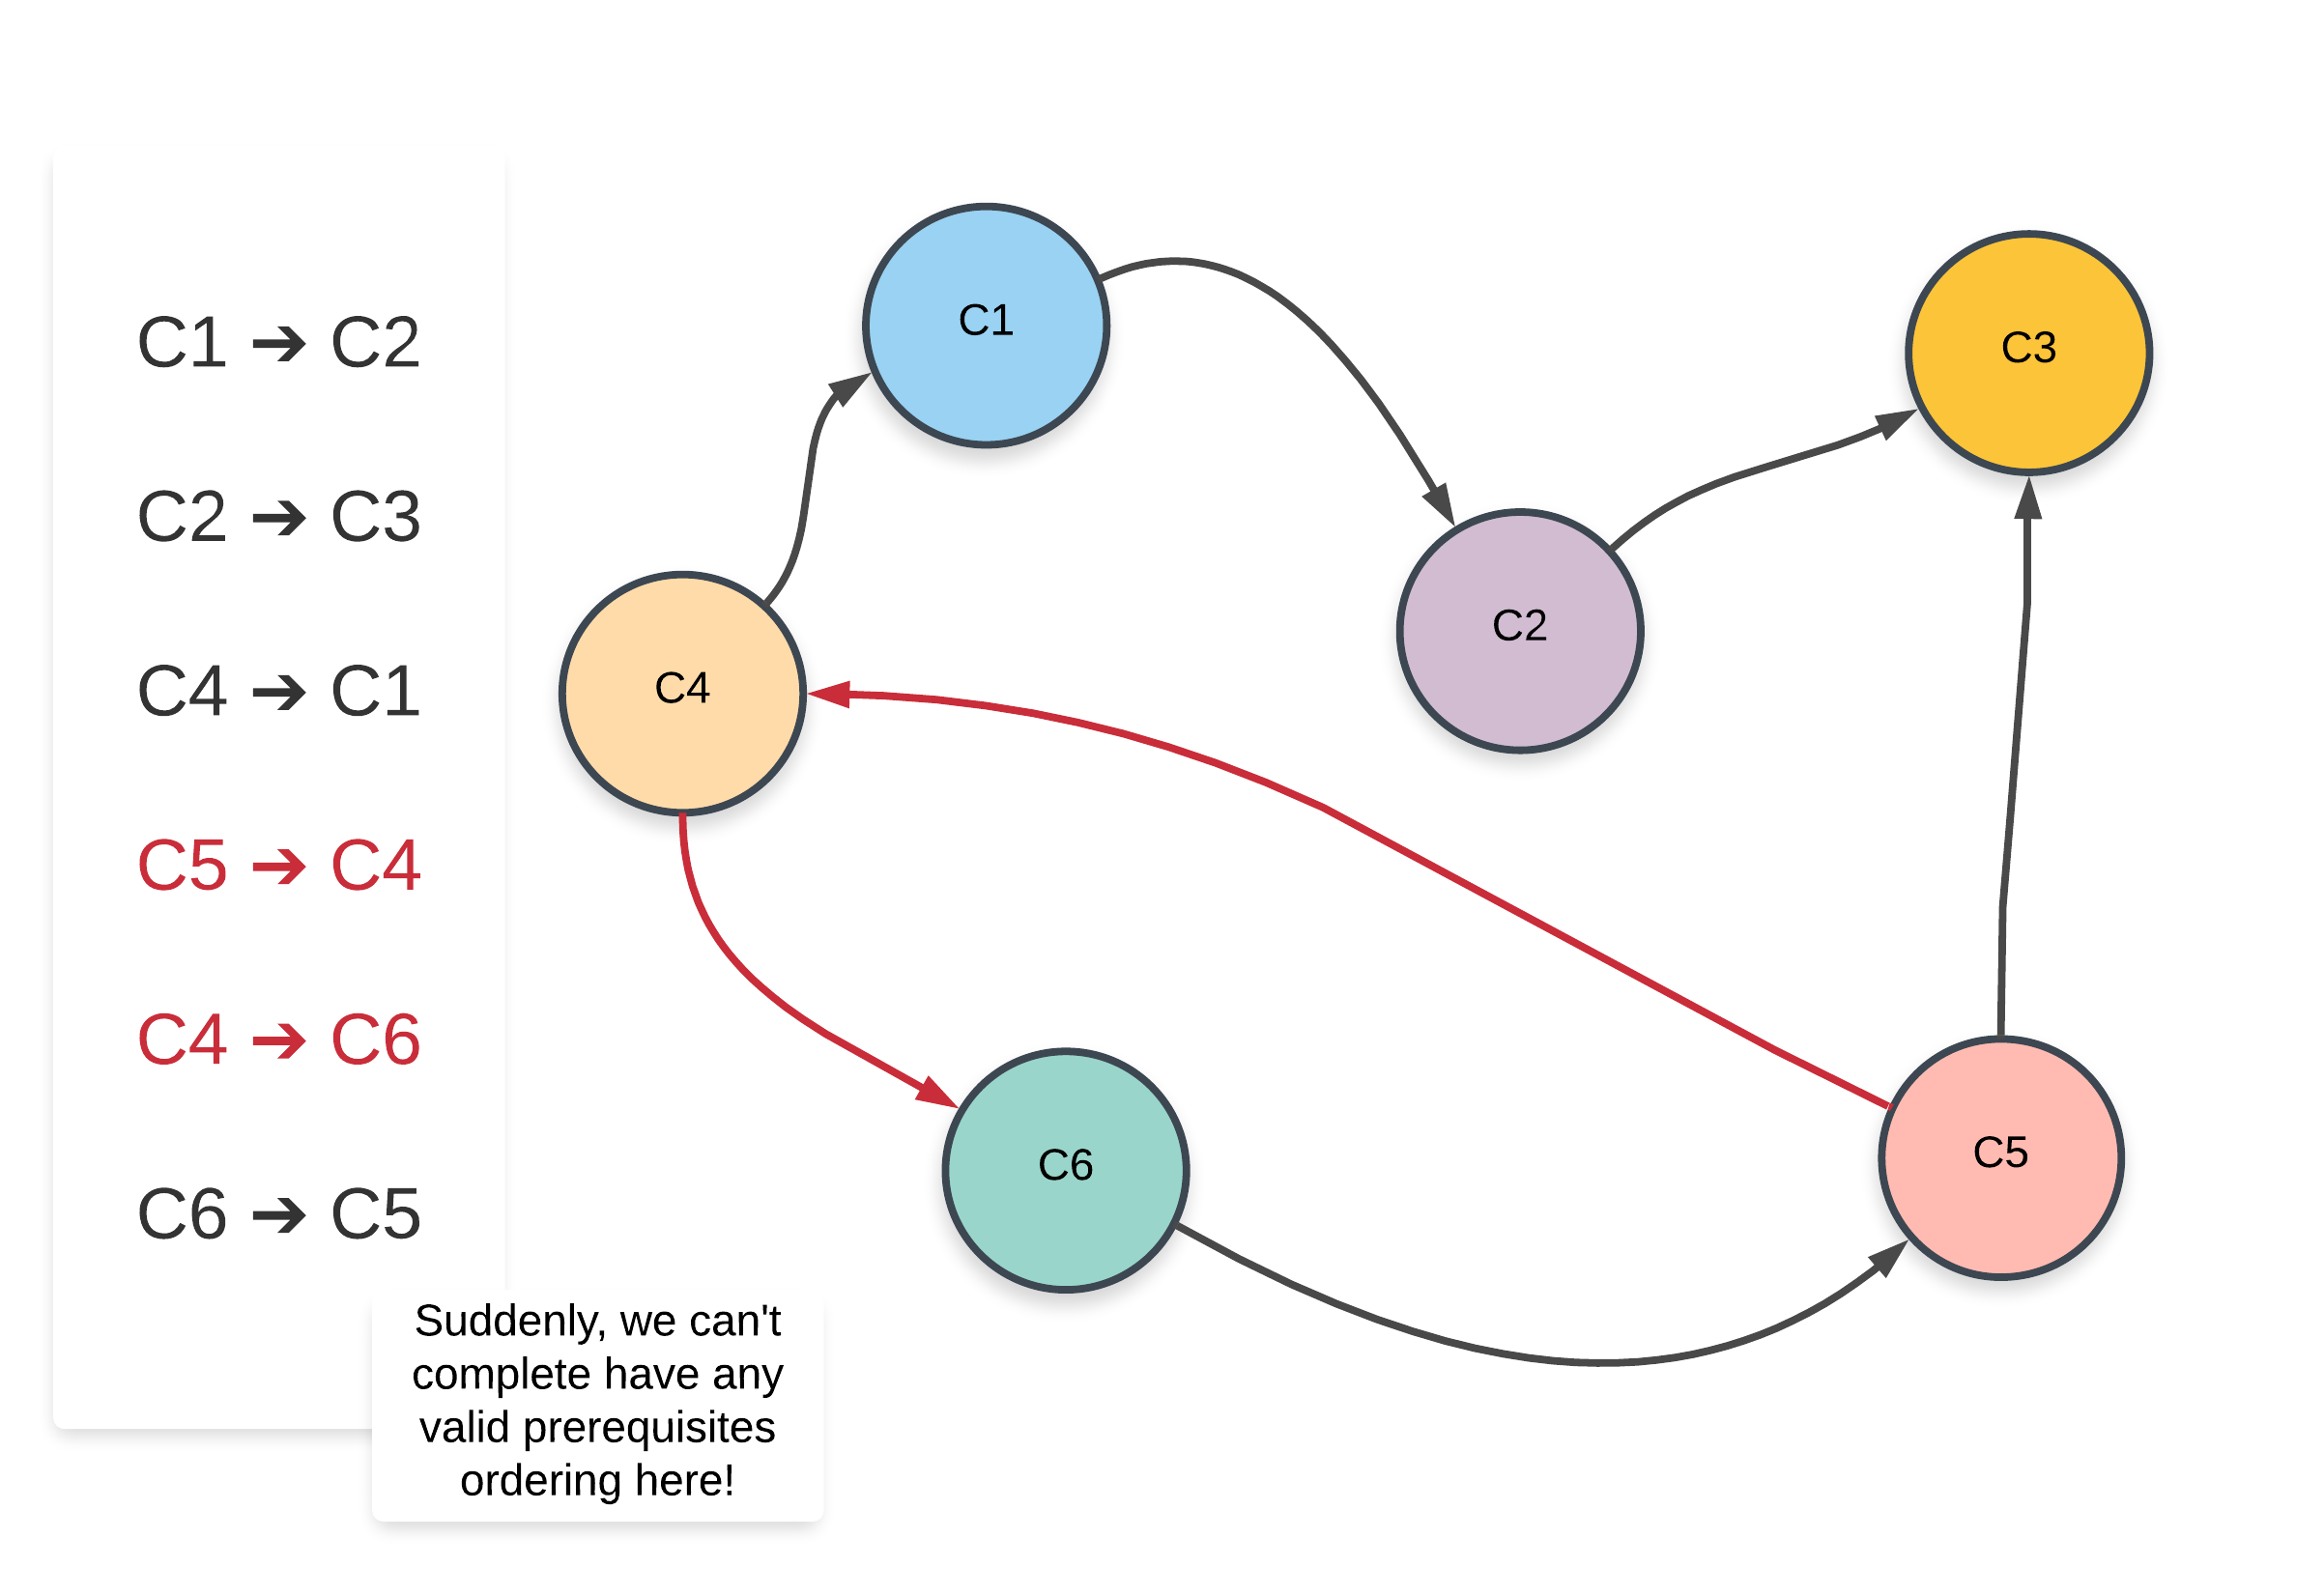 C1 ➔ C2
C2 ➔ C3
C4 ➔ C1
C5 ➔ C4
C4 ➔ C6
C6 ➔ C5
Suddenly, we can't
complete have any
valid prerequisites
ordering here!
C1
C3
C2
C4
C6
C5